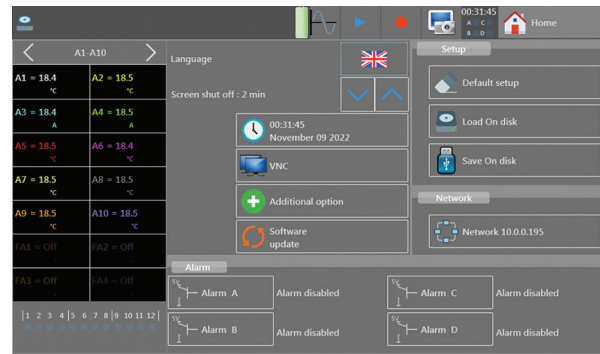 00:31:45
A C
B D
Home
A1-A10
A1 = 18.4
°C
A2 = 18.5
°C
A3 = 18.4
A
A4 = 18.5
A
A5 = 18.5
°C
A6 = 18.4
°C
A7 = 18.5
°C
A8 = 18.5
°C
A9 = 18.5
°C
A10 = 18.5
°C
FA1 = Off
FA2 = Off
FA3 = Off
FA4 = Off
1 2 3 4 5 6 7 8 9 10 11 12
Language
Screen shut off : 2 min
00:31:45
November 09 2022
VNC
Additional option
Software
update
Setup
Default setup
Load On disk
Save On disk
Network
Network 10.0.0.195
Alarm
5V
Alarm A
Alarm disabled
5V
Alarm C
Alarm disabled
5V
Alarm B
Alarm disabled
5V
Alarm D
Alarm disabled